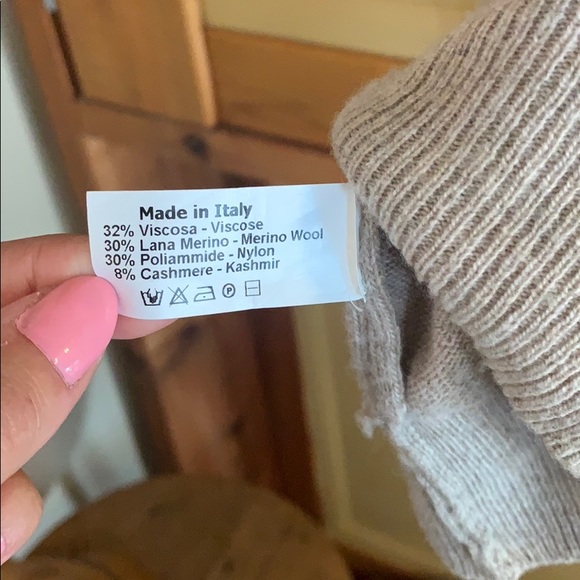 Made in Italy
32% Viscosa - Viscose
30% Lana Merino - Merino Wool
30% Poliammide - Nylon
8% Cashmere - Kashmir
P